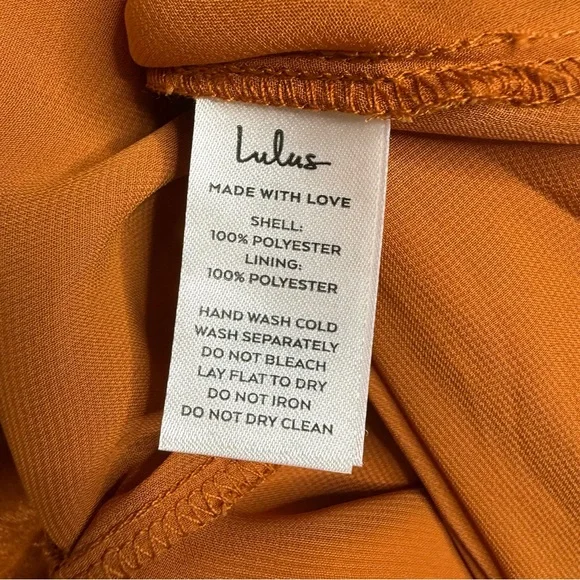 Lulus
MADE WITH LOVE
SHELL:
100% POLYESTER
LINING:
100% POLYESTER
HAND WASH COLD
WASH SEPARATELY
DO NOT BLEACH
LAY FLAT TO DRY
DO NOT IRON
DO NOT DRY CLEAN